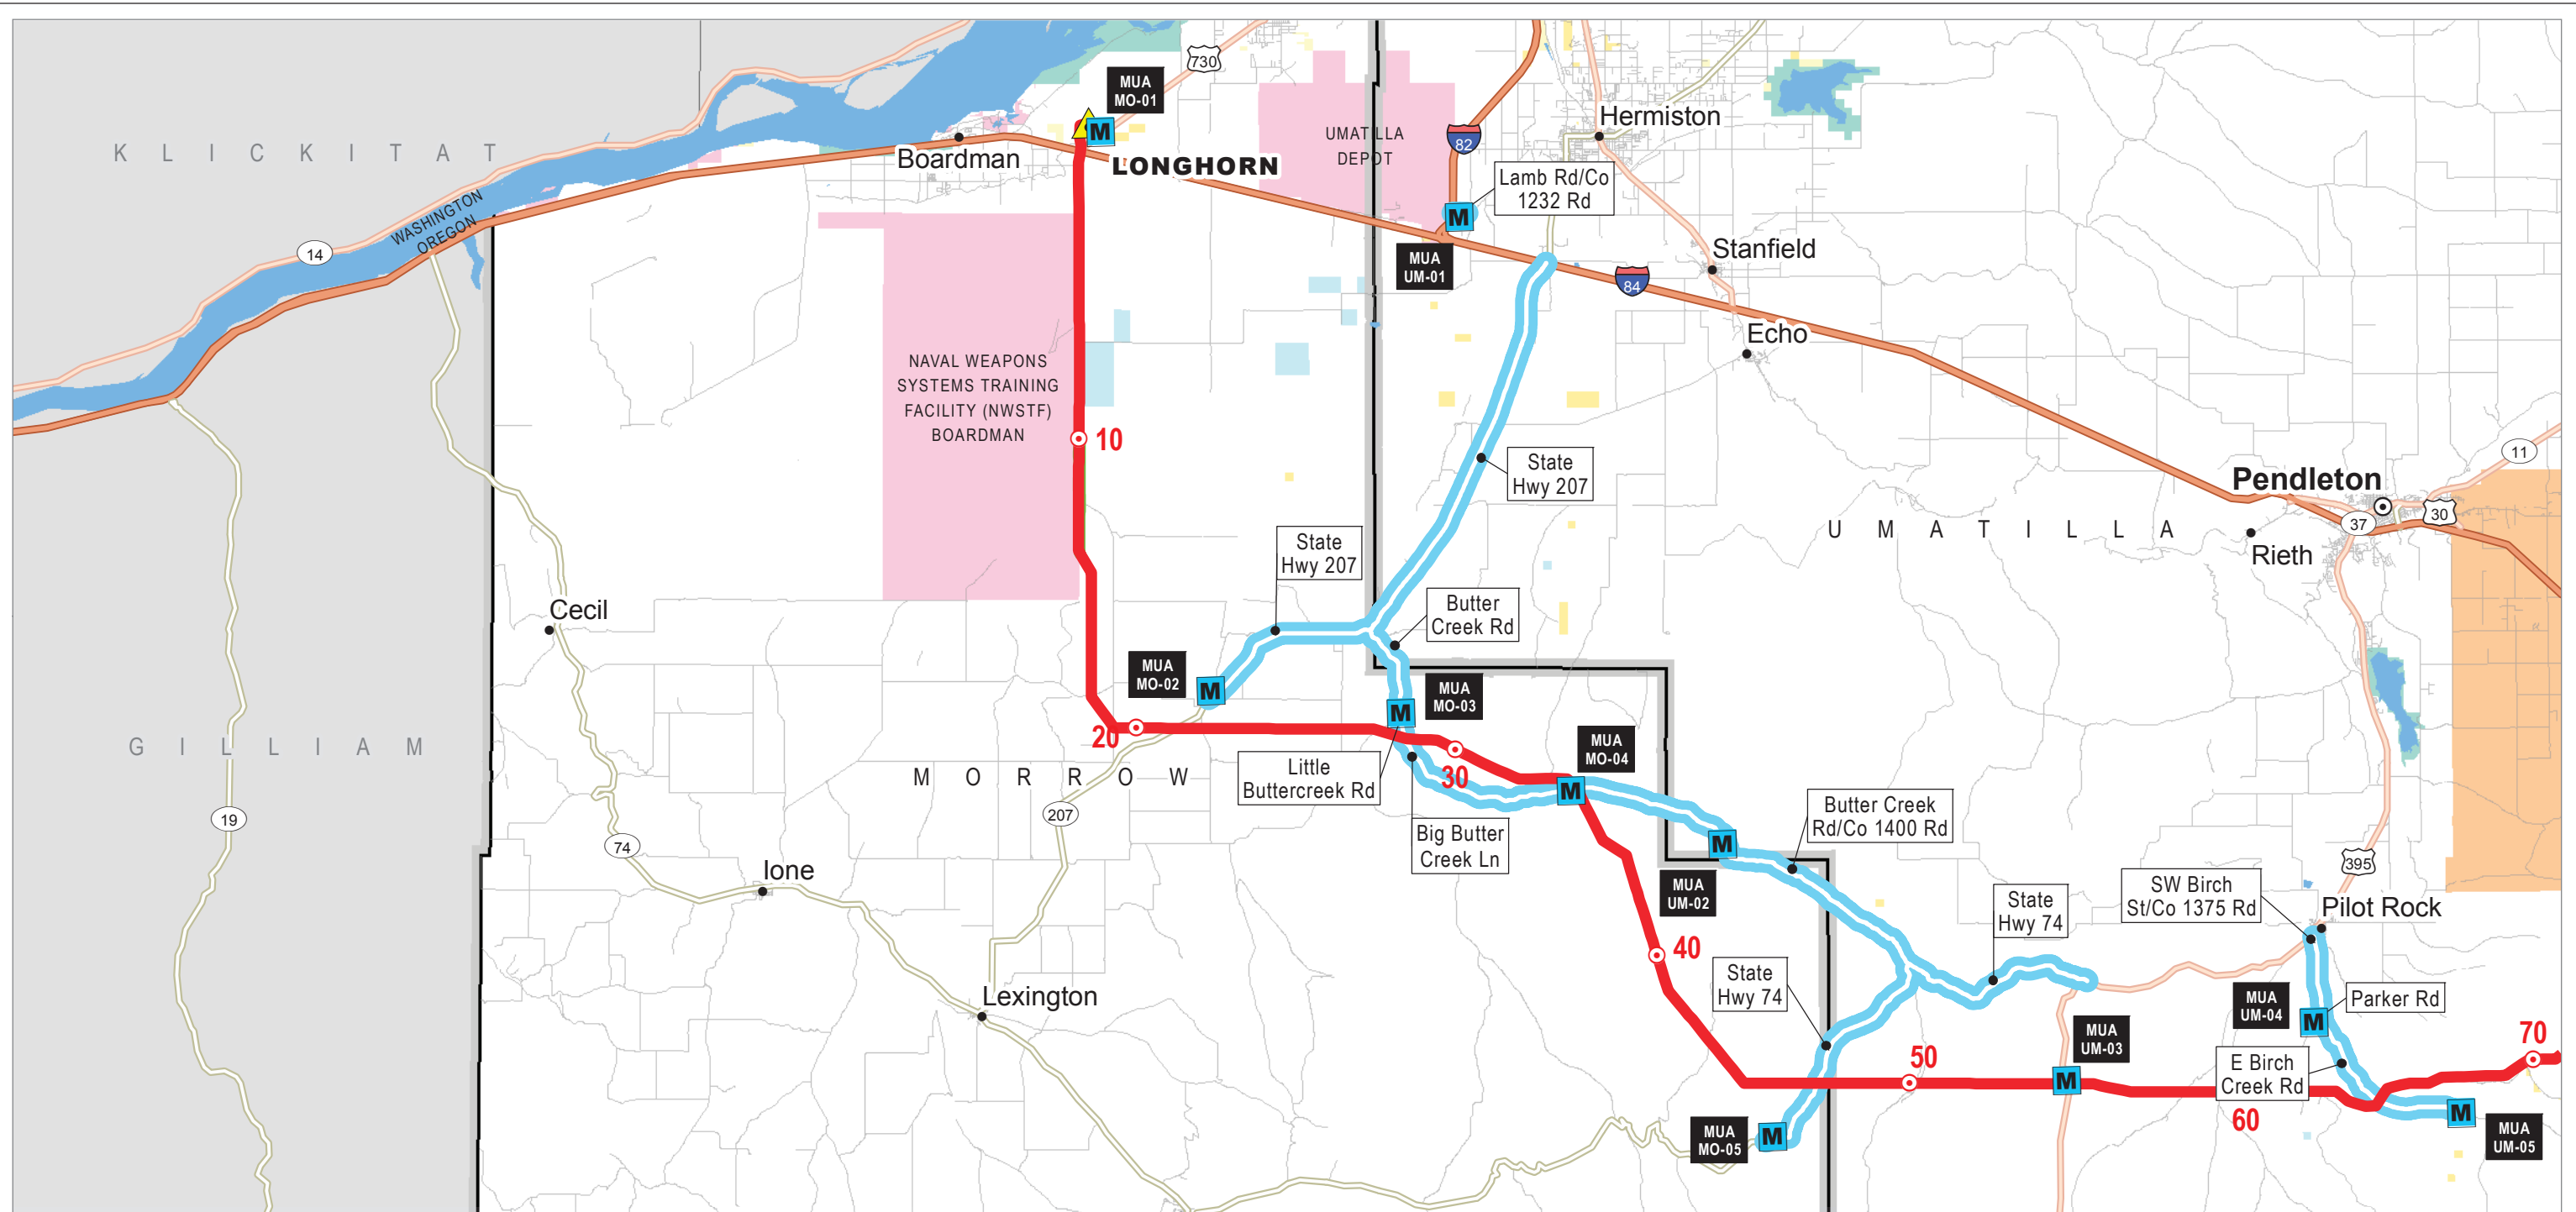 730
MUA
MO-01
Hermiston
UMATILLA
DEPOT
82
KLICKITAT
Boardman
LONGHORN
Lamb Rd/Co
1232 Rd
WASHINGTON
OREGON
14
MUA
UM-01
Stanfield
84
Echo
NAVAL WEAPONS
SYSTEMS TRAINING
FACILITY (NWSTF)
BOARDMAN
10
State
Hwy 207
11
Pendleton
30
37
UMATILLA
Rieth
State
Hwy 207
Cecil
Butter
Creek Rd
MUA
MO-02
MUA
MO-03
20
GILLIAM
MORROW
Little
Buttercreek Rd
30
MUA
MO-04
19
207
74
Big Butter
Creek Ln
Butter Creek
Rd/Co 1400 Rd
395
Ione
MUA
UM-02
State
Hwy 74
SW Birch
St/Co 1375 Rd
Pilot Rock
40
Lexington
State
Hwy 74
MUA
UM-04
Parker Rd
MUA
UM-03
50
70
E Birch
Creek Rd
60
MUA
MO-05
MUA
UM-05
M
M
M
M
M
M
M
M
M
M